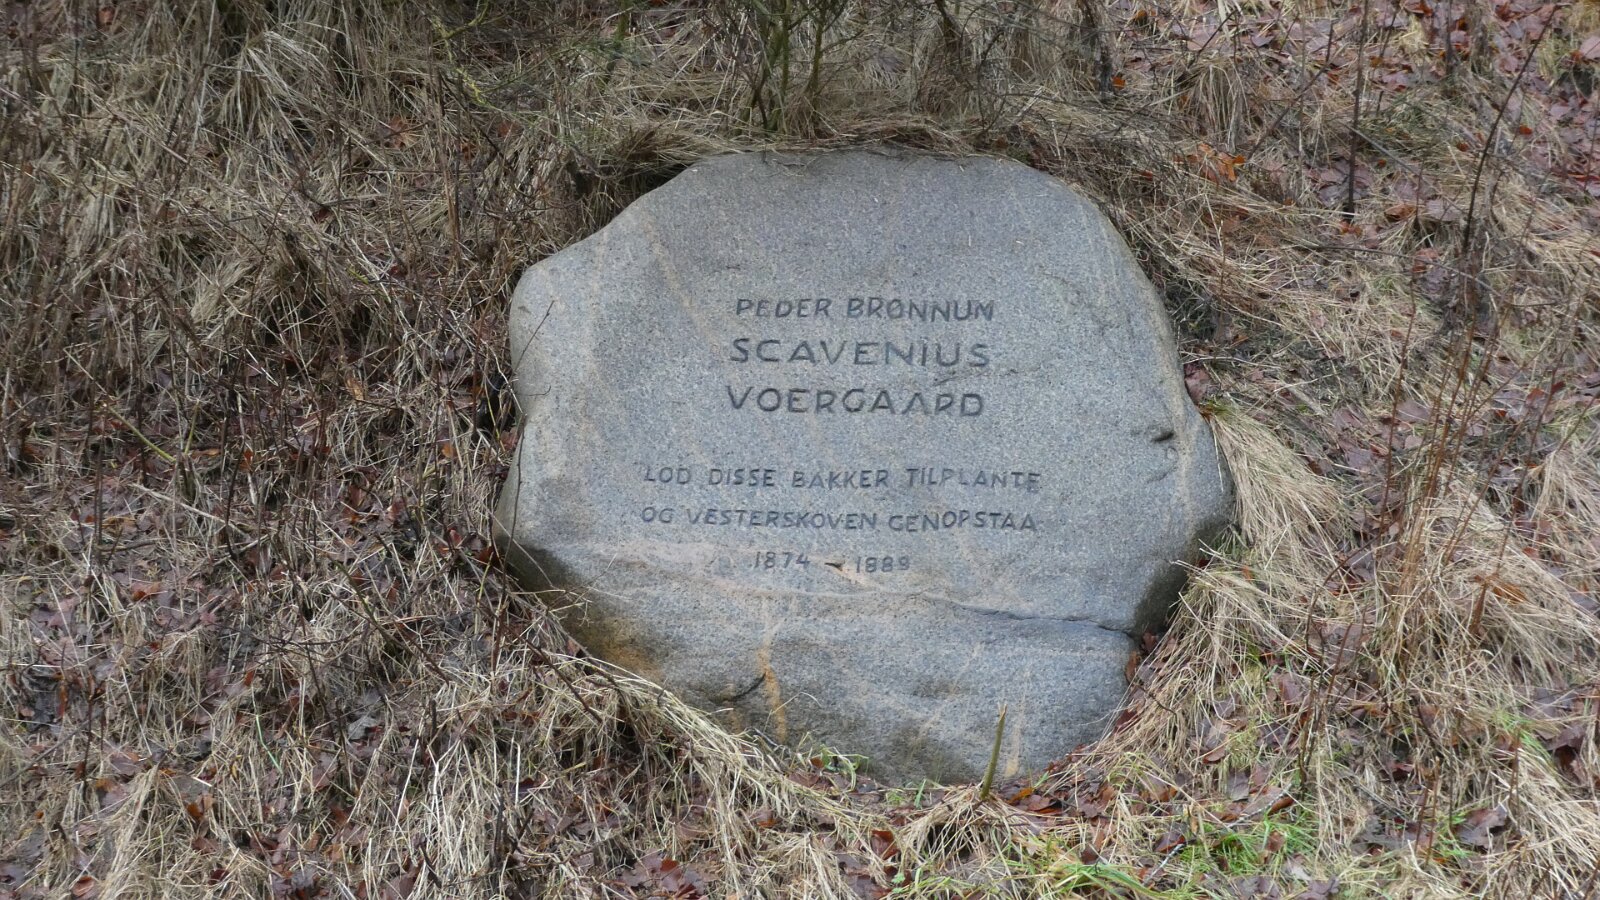 PEDER BRØNNUM
SCAVENIUS
VOERGAARD
LOD DISSE BAKKER TILPLANTE
OG VESTERSKOVEN GENOPSTAA
1874 – 1889